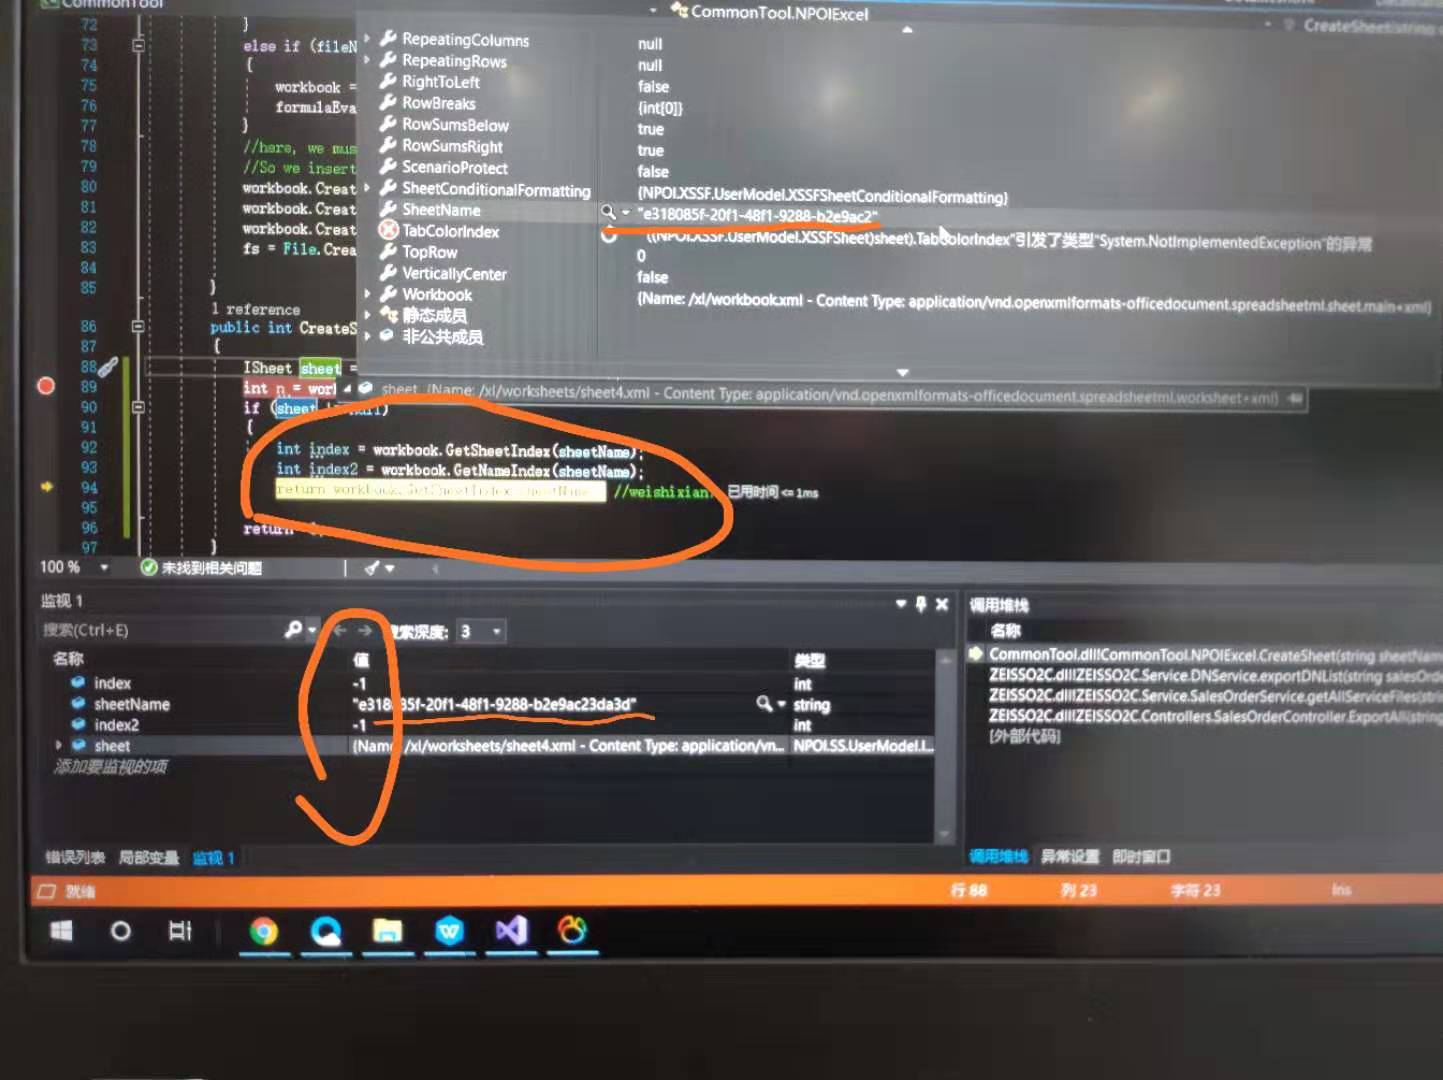 CommonTool
CommonTool.NPOIExcel
CreateSheet(string
72 }
73 else if (fileN
74 {
75 workbook =
76 formulaEva
77 }
78 //here, we mus
79 //So we insert
80 workbook.Creat
81 workbook.Creat
82 workbook.Creat
83 fs = File.Crea
84
85 }
1 reference
86 public int CreateS
87 {
88 ISheet sheet =
89 int n = worl
90 if (sheet != null)
91 {
92 int index = workbook.GetSheetIndex(sheetName);
93 int index2 = workbook.GetNameIndex(sheetName);
94 return workbook.GetSheetIndex(sheetName //weishixian. 已用时间 <= 1ms
95
96 return
97 }
RepeatingColumns null
RepeatingRows null
RightToLeft false
RowBreaks {int[0]}
RowSumsBelow true
RowSumsRight true
ScenarioProtect false
SheetConditionalFormatting {NPOI.XSSF.UserModel.XSSFSheetConditionalFormatting}
SheetName "e318085f-20f1-48f1-9288-b2e9ac2"
TabColorIndex "((NPOI.XSSF.UserModel.XSSFSheet)sheet).TabColorIndex"引发了类型"System.NotImplementedException"的异常
TopRow 0
VerticallyCenter false
Workbook {Name: /xl/workbook.xml - Content Type: application/vnd.openxmlformats-officedocument.spreadsheetml.sheet.main+xml}
静态成员
非公共成员
sheet {Name: /xl/worksheets/sheet4.xml - Content Type: application/vnd.openxmlformats-officedocument.spreadsheetml.worksheet+xml}
100 % 未找到相关问题
监视 1
搜索(Ctrl+E) 搜索深度: 3
名称 值 类型
index -1 int
sheetName "e318085f-20f1-48f1-9288-b2e9ac23da3d" string
index2 -1 int
sheet {Name: /xl/worksheets/sheet4.xml - Content Type: application/vn... NPOI.SS.UserModel.I...
添加要监视的项
错误列表 局部变量 监视 1
调用堆栈
名称
CommonTool.dll!CommonTool.NPOIExcel.CreateSheet(string sheetName
ZEISSO2C.dll!ZEISSO2C.Service.DNService.exportDNList(string salesOrd
ZEISSO2C.dll!ZEISSO2C.Service.SalesOrderService.getAllServiceFiles(strin
ZEISSO2C.dll!ZEISSO2C.Controllers.SalesOrderController.ExportAll(string
[外部代码]
调用堆栈 异常设置 即时窗口
就绪 行 88 列 23 字符 23 Ins